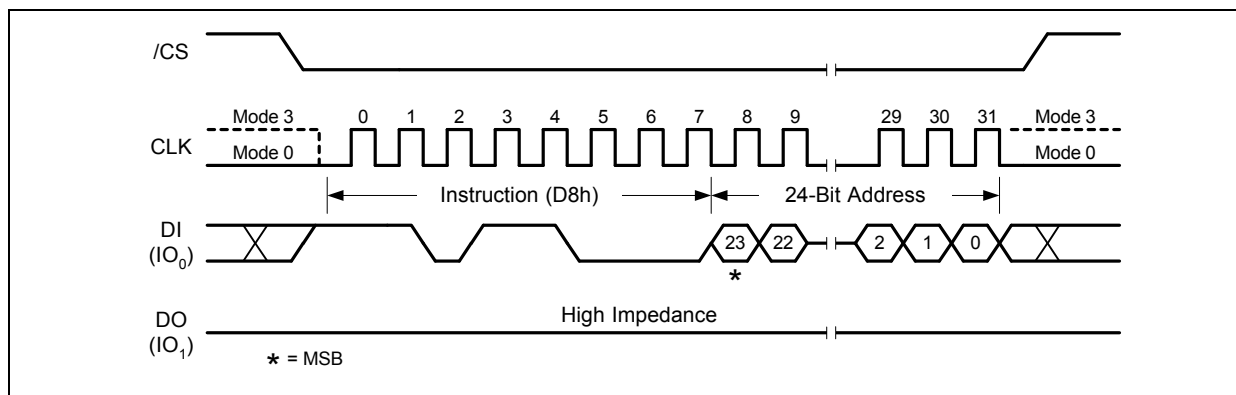 /CS
Mode 3 0 1 2 3 4 5 6 7 8 9 29 30 31 Mode 3
CLK
Mode 0 Mode 0
Instruction (D8h) 24-Bit Address
DI
(IO₀)
23 22 2 1 0
*
High Impedance
DO
(IO₁)
* = MSB